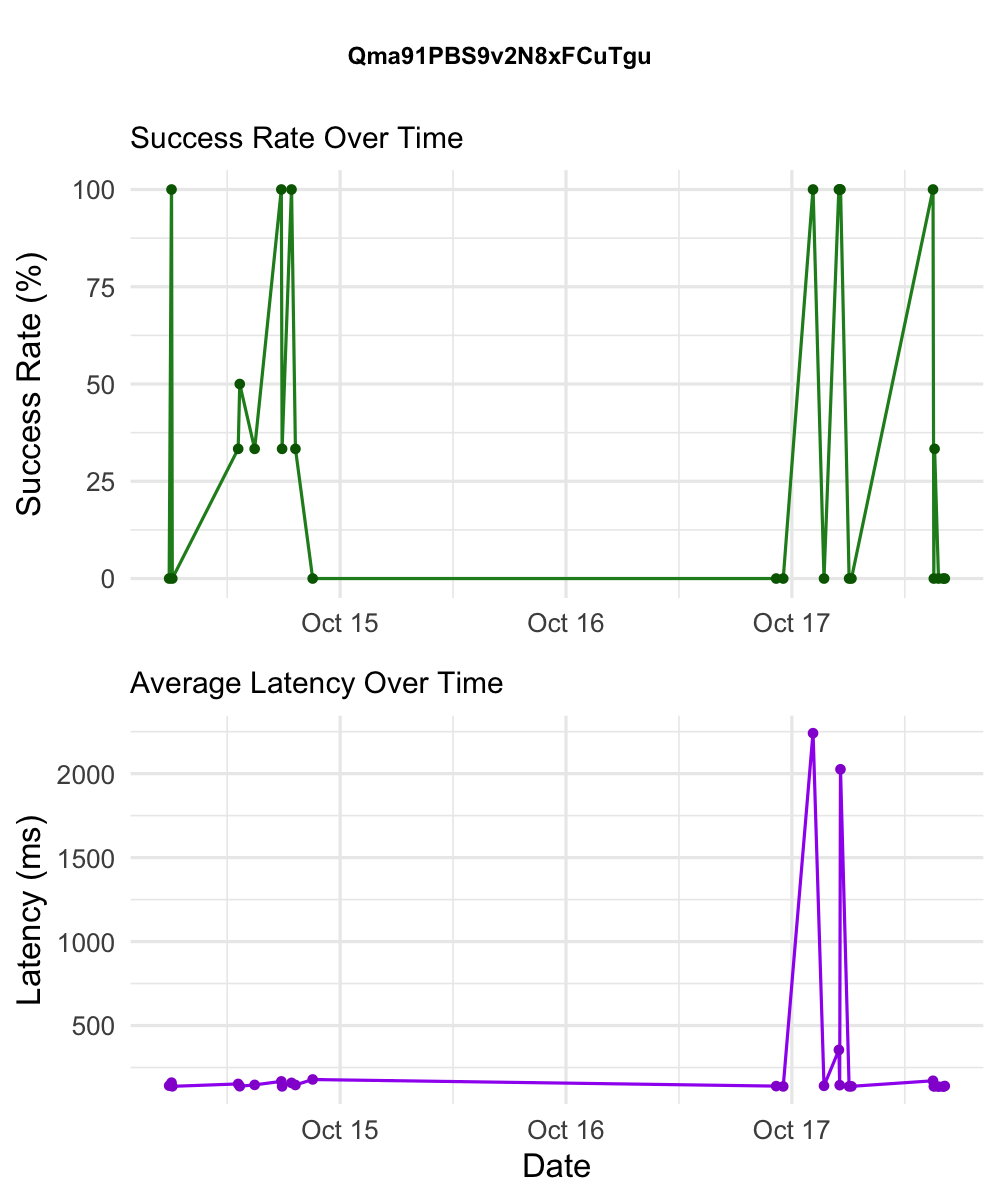 Qma91PBS9v2N8xFCuTgu
Success Rate Over Time
Success Rate (%)
100
75
50
25
0
Oct 15 Oct 16 Oct 17
Average Latency Over Time
Latency (ms)
2000
1500
1000
500
Oct 15 Oct 16 Oct 17
Date